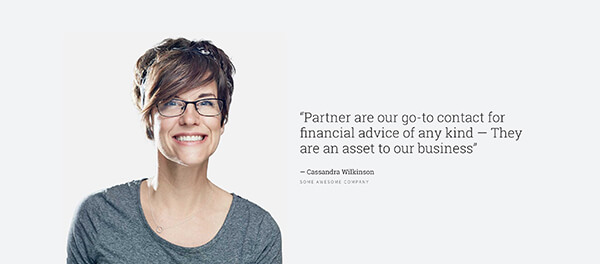 “Partner are our go-to contact for
financial advice of any kind — They
are an asset to our business”
— Cassandra Wilkinson
SOME AWESOME COMPANY